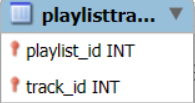 playlisttra...
playlist_id INT
track_id INT